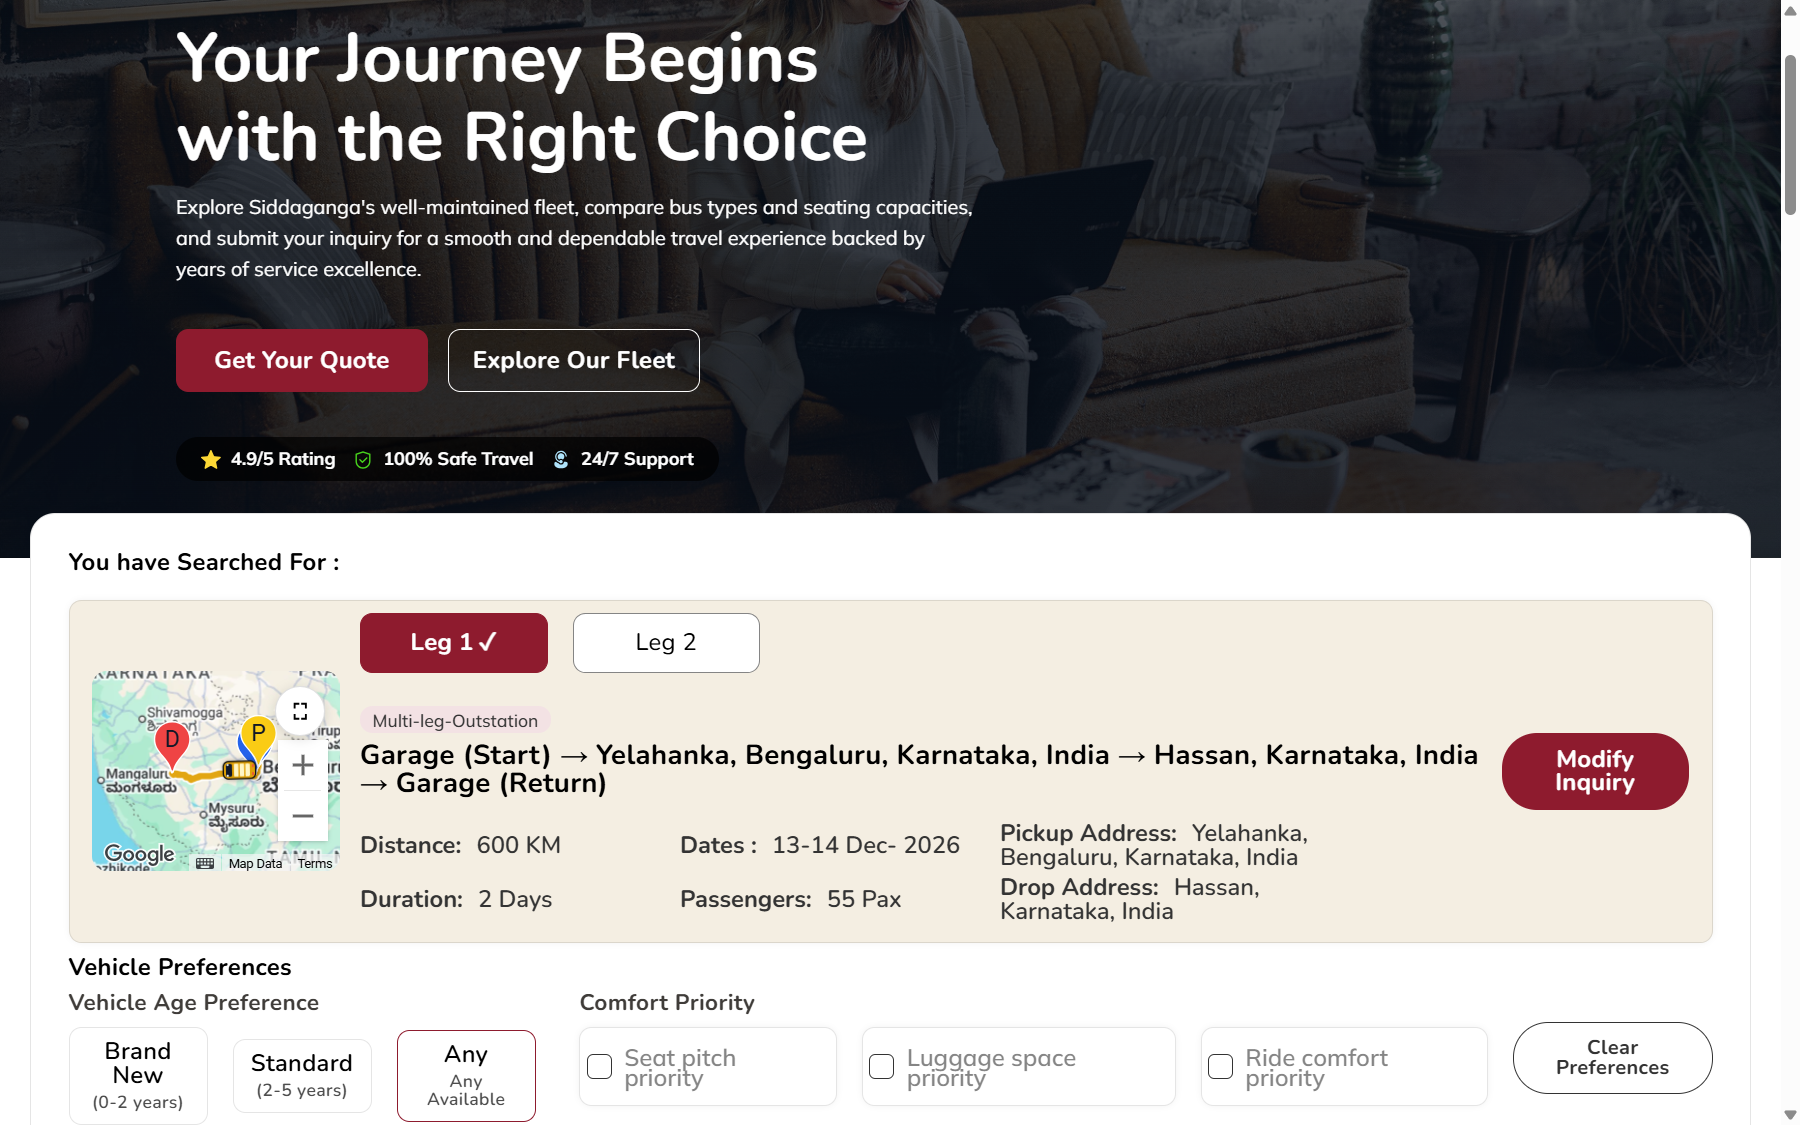 Your Journey Begins
with the Right Choice
Explore Siddaganga's well-maintained fleet, compare bus types and seating capacities,
and submit your inquiry for a smooth and dependable travel experience backed by
years of service excellence.
Get Your Quote
Explore Our Fleet
4.9/5 Rating
100% Safe Travel
24/7 Support
You have Searched For :
Leg 1 ✓
Leg 2
KARNATAKA
Shivamogga
D
P
Mangaluru
ಮಂಗಳೂರು
Mysuru
ಮೈಸೂರು
Google
Map Data
Terms
Multi-leg-Outstation
Garage (Start) → Yelahanka, Bengaluru, Karnataka, India → Hassan, Karnataka, India
→ Garage (Return)
Modify
Inquiry
Distance: 600 KM
Dates : 13-14 Dec- 2026
Pickup Address: Yelahanka,
Bengaluru, Karnataka, India
Duration: 2 Days
Passengers: 55 Pax
Drop Address: Hassan,
Karnataka, India
Vehicle Preferences
Vehicle Age Preference
Brand
New
(0-2 years)
Standard
(2-5 years)
Any
Any
Available
Comfort Priority
Seat pitch
priority
Luggage space
priority
Ride comfort
priority
Clear
Preferences